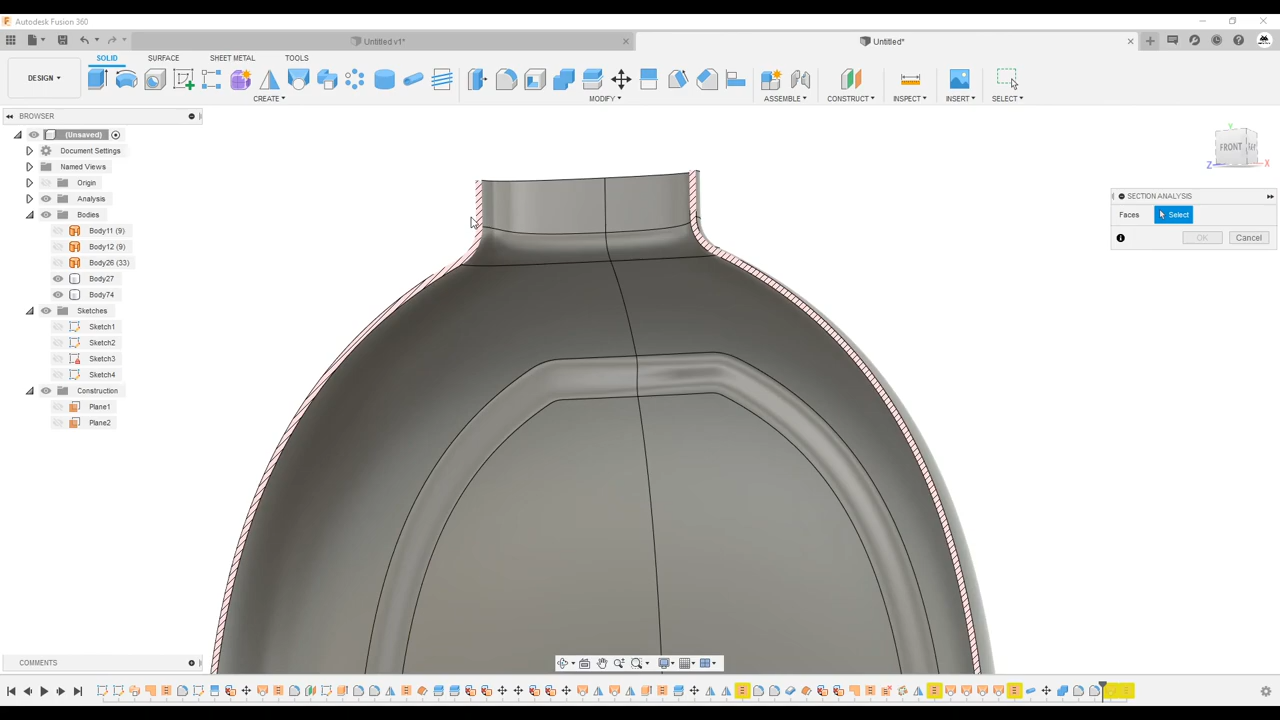 Autodesk Fusion 360
Untitled v1*
Untitled*
SOLID SURFACE SHEET METAL TOOLS
DESIGN
CREATE MODIFY ASSEMBLE CONSTRUCT INSPECT INSERT SELECT
BROWSER
(Unsaved)
Document Settings
Named Views
Origin
Analysis
Bodies
Body11 (9)
Body12 (9)
Body26 (33)
Body27
Body74
Sketches
Sketch1
Sketch2
Sketch3
Sketch4
Construction
Plane1
Plane2
Y
FRONT
Z
X
SECTION ANALYSIS
Faces Select
OK Cancel
COMMENTS